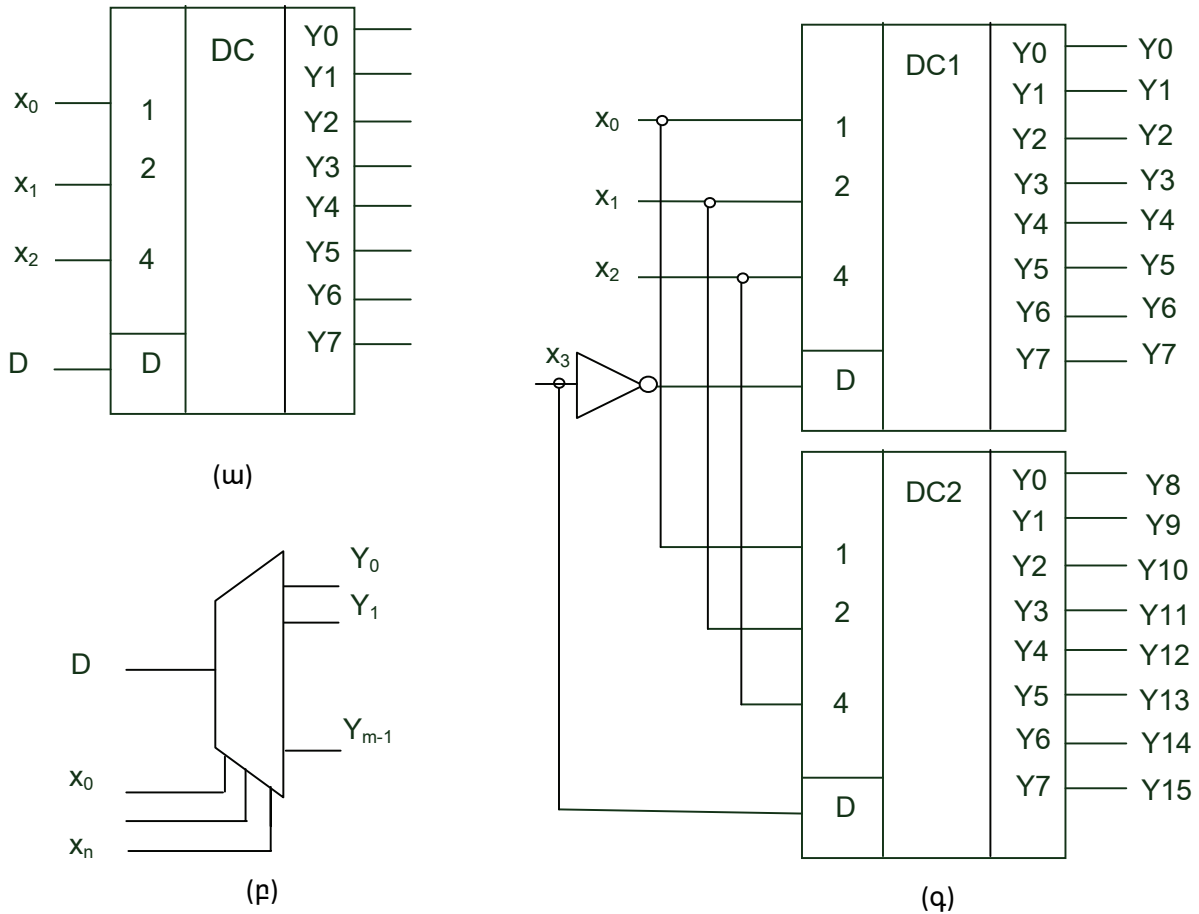 DC
Y0
Y1
Y2
Y3
Y4
Y5
Y6
Y7
x0
x1
x2
D
1
2
4
D
(ա)
D
x0
xn
Y0
Y1
Ym-1
(բ)
x0
x1
x2
x3
1
2
4
D
DC1
Y0 Y0
Y1 Y1
Y2 Y2
Y3 Y3
Y4 Y4
Y5 Y5
Y6 Y6
Y7 Y7
1
2
4
D
DC2
Y0 Y8
Y1 Y9
Y2 Y10
Y3 Y11
Y4 Y12
Y5 Y13
Y6 Y14
Y7 Y15
(գ)